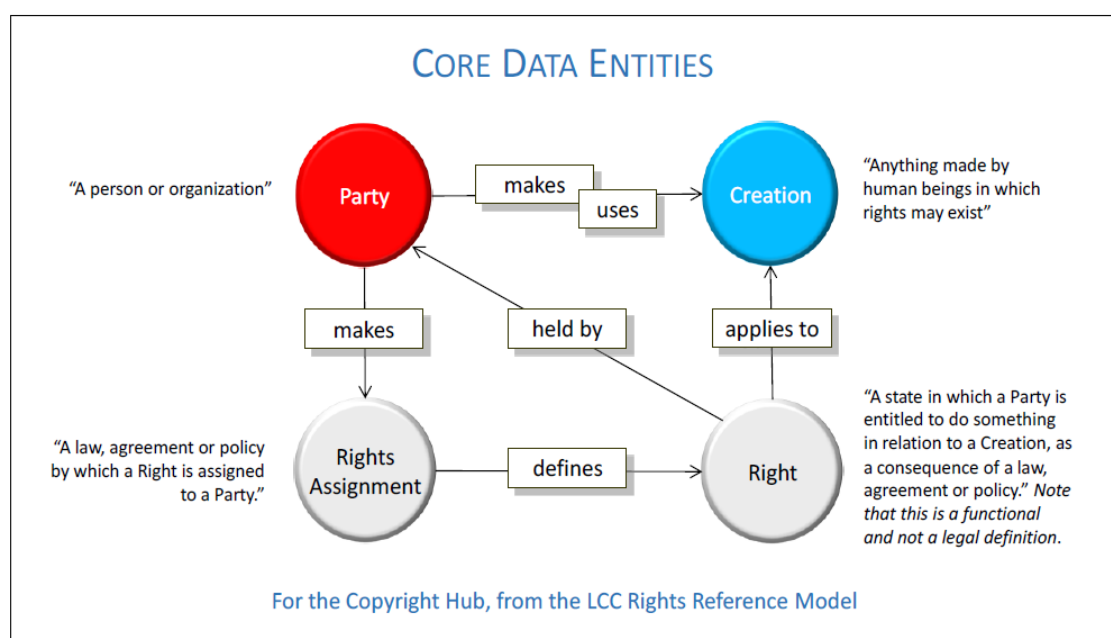 CORE DATA ENTITIES
"A person or organization"
Party
makes
uses
Creation
"Anything made by
human beings in which
rights may exist"
makes
held by
applies to
"A law, agreement or policy
by which a Right is assigned
to a Party."
Rights
Assignment
defines
Right
"A state in which a Party is
entitled to do something
in relation to a Creation, as
a consequence of a law,
agreement or policy." Note
that this is a functional
and not a legal definition.
For the Copyright Hub, from the LCC Rights Reference Model